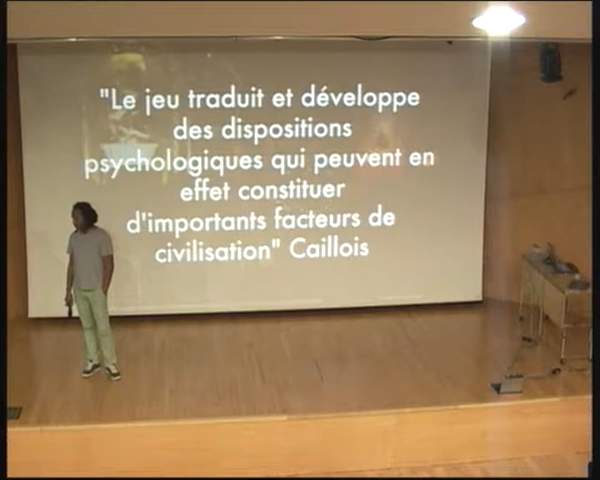 "Le jeu traduit et développe
des dispositions
psychologiques qui peuvent en
effet constituer
d'importants facteurs de
civilisation" Caillois